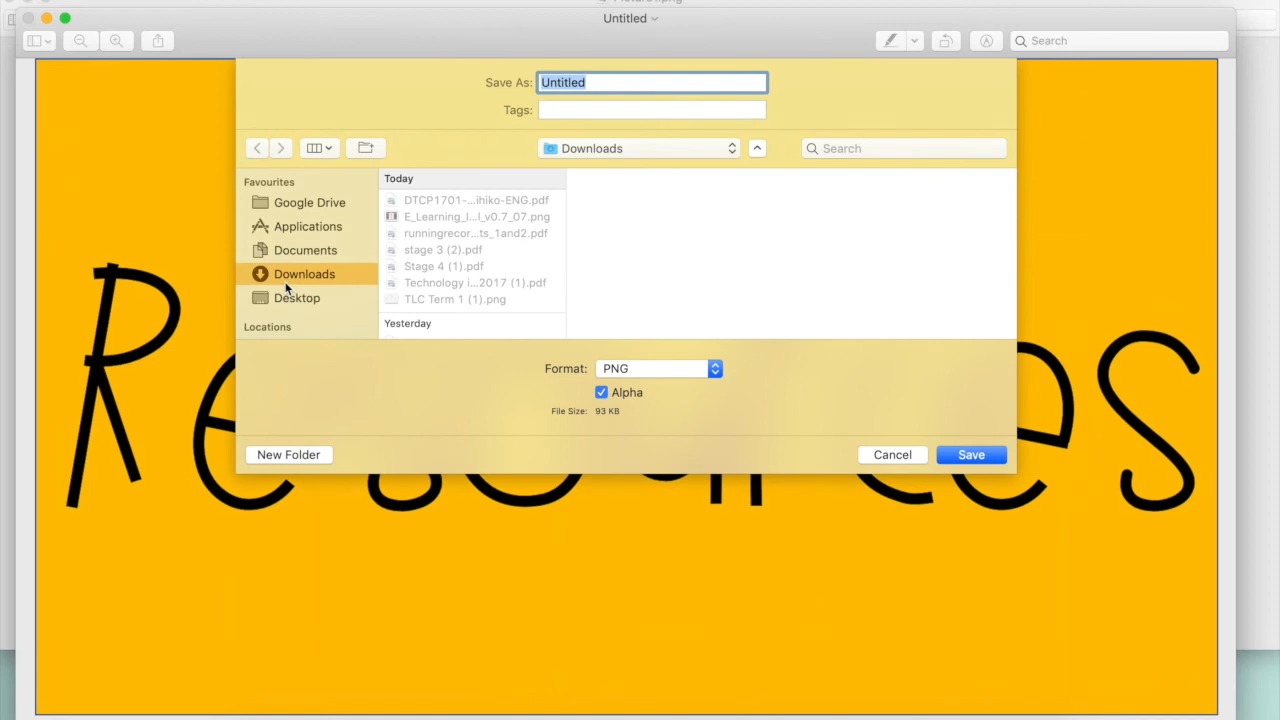 Untitled
Search
Save As: Untitled
Tags:
Downloads
Search
Favourites
Google Drive
Applications
Documents
Downloads
Desktop
Locations
Today
DTCP1701-...ihiko-ENG.pdf
E_Learning_I...l_v0.7_07.png
runningrecor...ts_1and2.pdf
stage 3 (2).pdf
Stage 4 (1).pdf
Technology i...2017 (1).pdf
TLC Term 1 (1).png
Yesterday
Format: PNG
Alpha
File Size: 93 KB
New Folder
Cancel
Save
Resources